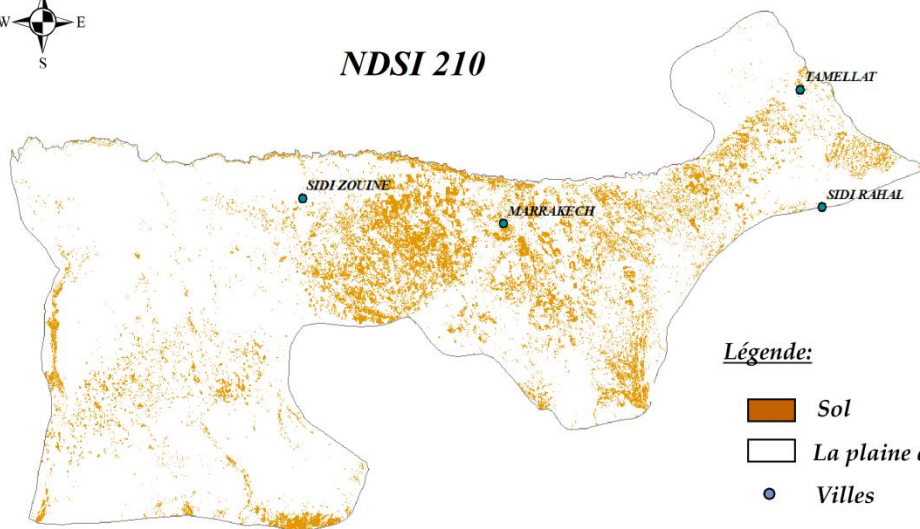 W E
S
NDSI 210
TAMELLAT
SIDI ZOUINE
MARRAKECH
SIDI RAHAL
Légende:
Sol
La plaine
Villes